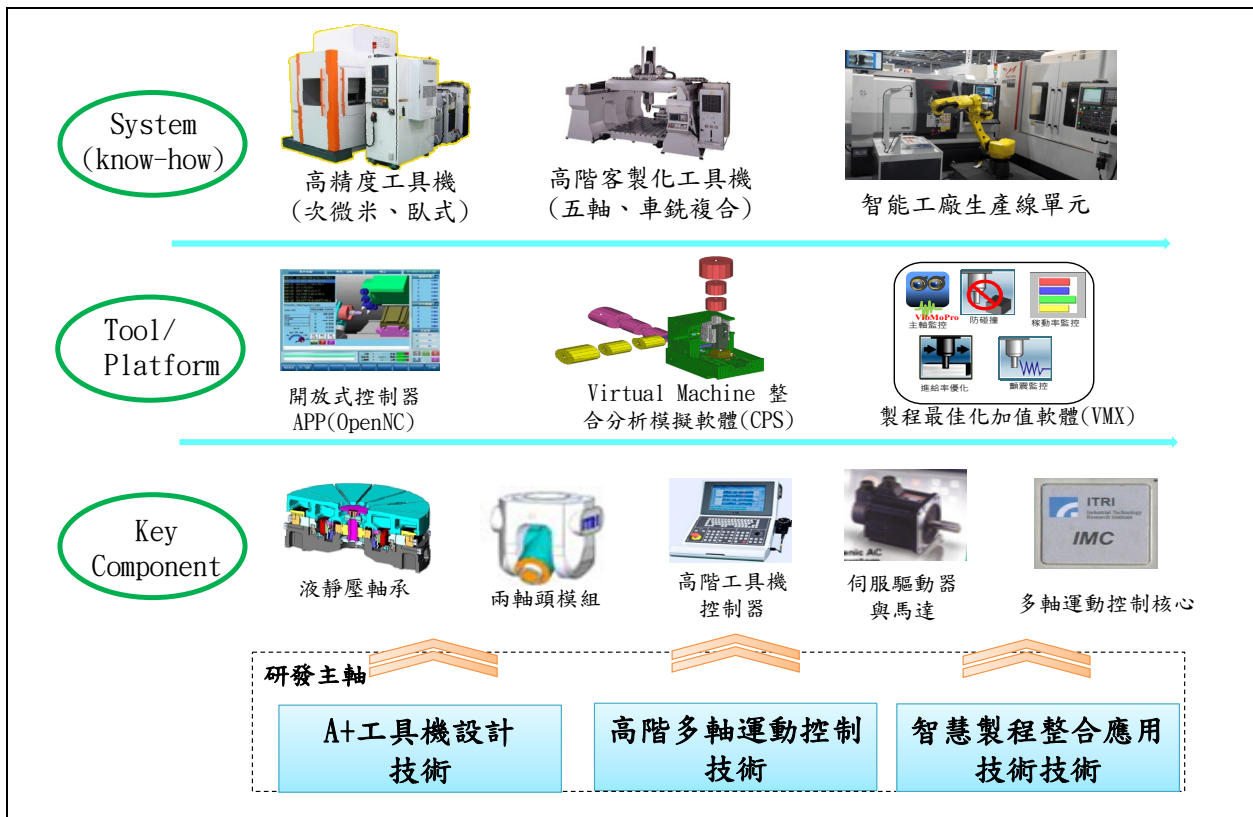 System
(know-how)
高精度工具機
(次微米、臥式)
高階客製化工具機
(五軸、車銑複合)
智能工廠生產線單元
Tool/
Platform
開放式控制器
APP(OpenNC)
Virtual Machine 整
合分析模擬軟體(CPS)
VibMoPro
主軸監控
防碰撞
稼動率監控
進給率優化
顫震監控
製程最佳化加值軟體(VMX)
Key
Component
液靜壓軸承
ITRI
兩軸頭模組
高階工具機
控制器
onic AC
伺服驅動器
與馬達
ITRI
Industrial Technology
Research Institute
IMC
多軸運動控制核心
研發主軸
A+工具機設計
技術
高階多軸運動控制
技術
智慧製程整合應用
技術技術